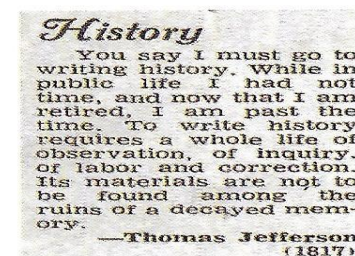 History
You say I must go to
writing history. While in
public life I had not
time, and now that I am
retired, I am past the
time. To write history
requires a whole life of
observation, of inquiry,
of labor and correction.
Its materials are not to
be found among the
ruins of a decayed mem-
ory.
—Thomas Jefferson
(1817)